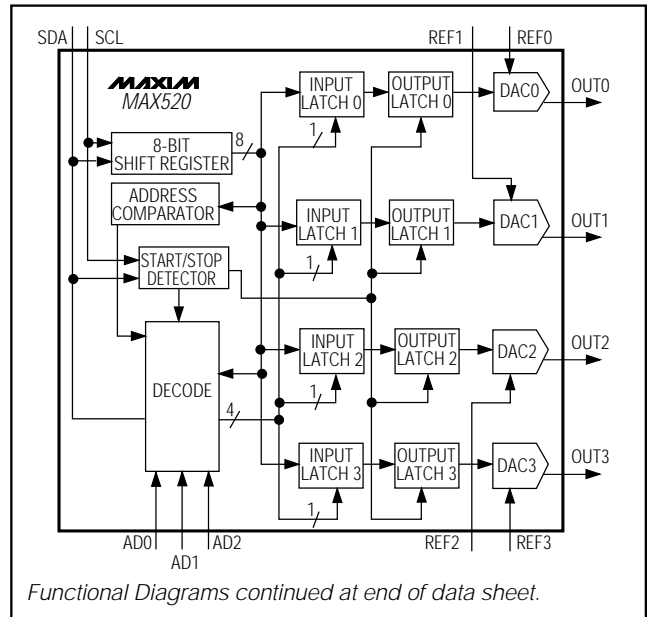 SDA SCL REF1 REF0
MAXIM
MAX520
INPUT
LATCH 0
OUTPUT
LATCH 0
DAC0
OUT0
1
8-BIT
SHIFT REGISTER
8
ADDRESS
COMPARATOR
INPUT
LATCH 1
OUTPUT
LATCH 1
DAC1
OUT1
1
START/STOP
DETECTOR
INPUT
LATCH 2
OUTPUT
LATCH 2
DAC2
OUT2
1
DECODE
4
INPUT
LATCH 3
OUTPUT
LATCH 3
DAC3
OUT3
1
AD0 AD1 AD2 REF2 REF3
Functional Diagrams continued at end of data sheet.